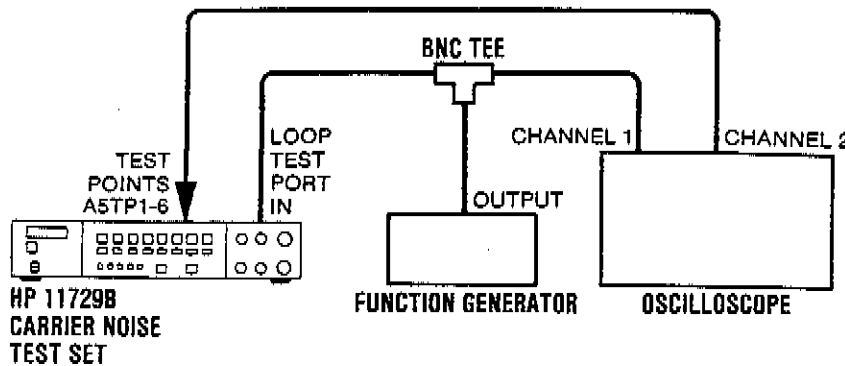 BNC TEE
LOOP
TEST
PORT
IN
TEST
POINTS
A5TP1-6
CHANNEL 1
CHANNEL 2
OUTPUT
HP 11729B
CARRIER NOISE
TEST SET
FUNCTION GENERATOR
OSCILLOSCOPE